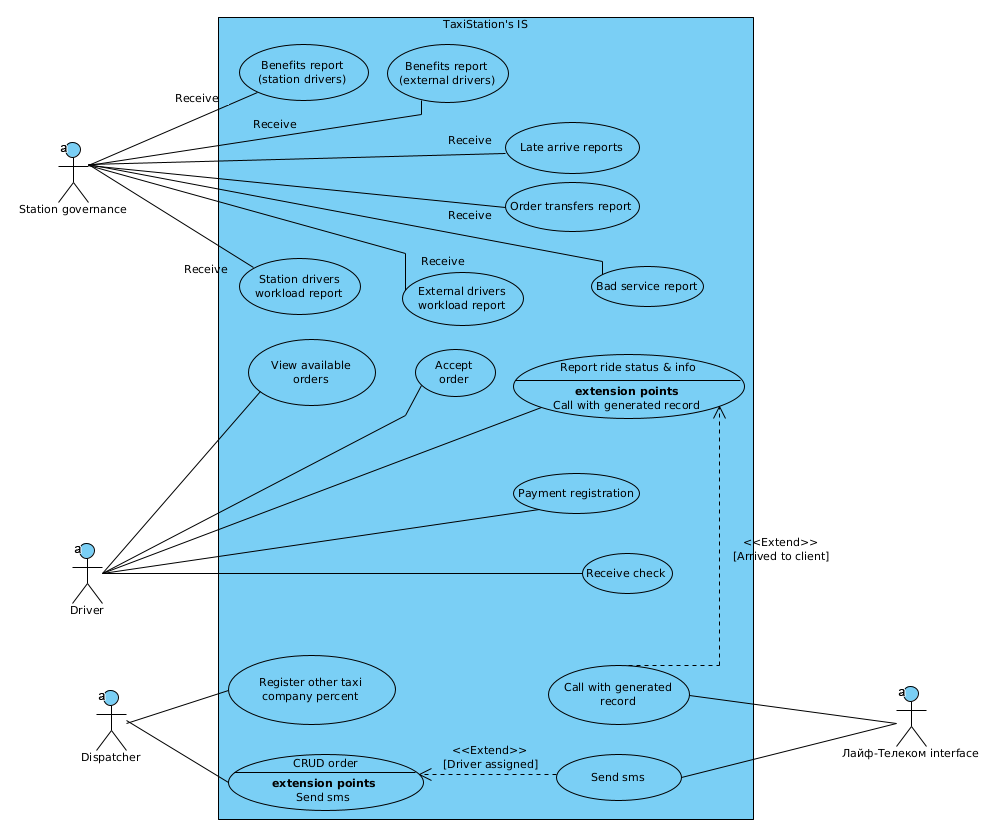 TaxiStation's IS
Benefits report
(station drivers)
Benefits report
(external drivers)
Receive
Receive
Receive
Late arrive reports
a
Station governance
Order transfers report
Receive
Receive
Receive
Station drivers
workload report
External drivers
workload report
Bad service report
View available
orders
Accept
order
Report ride status & info
extension points
Call with generated record
Payment registration
<<Extend>>
[Arrived to client]
a
Driver
Receive check
Register other taxi
company percent
Call with generated
record
a
Dispatcher
a
Лайф-Телеком interface
<<Extend>>
[Driver assigned]
CRUD order
extension points
Send sms
Send sms